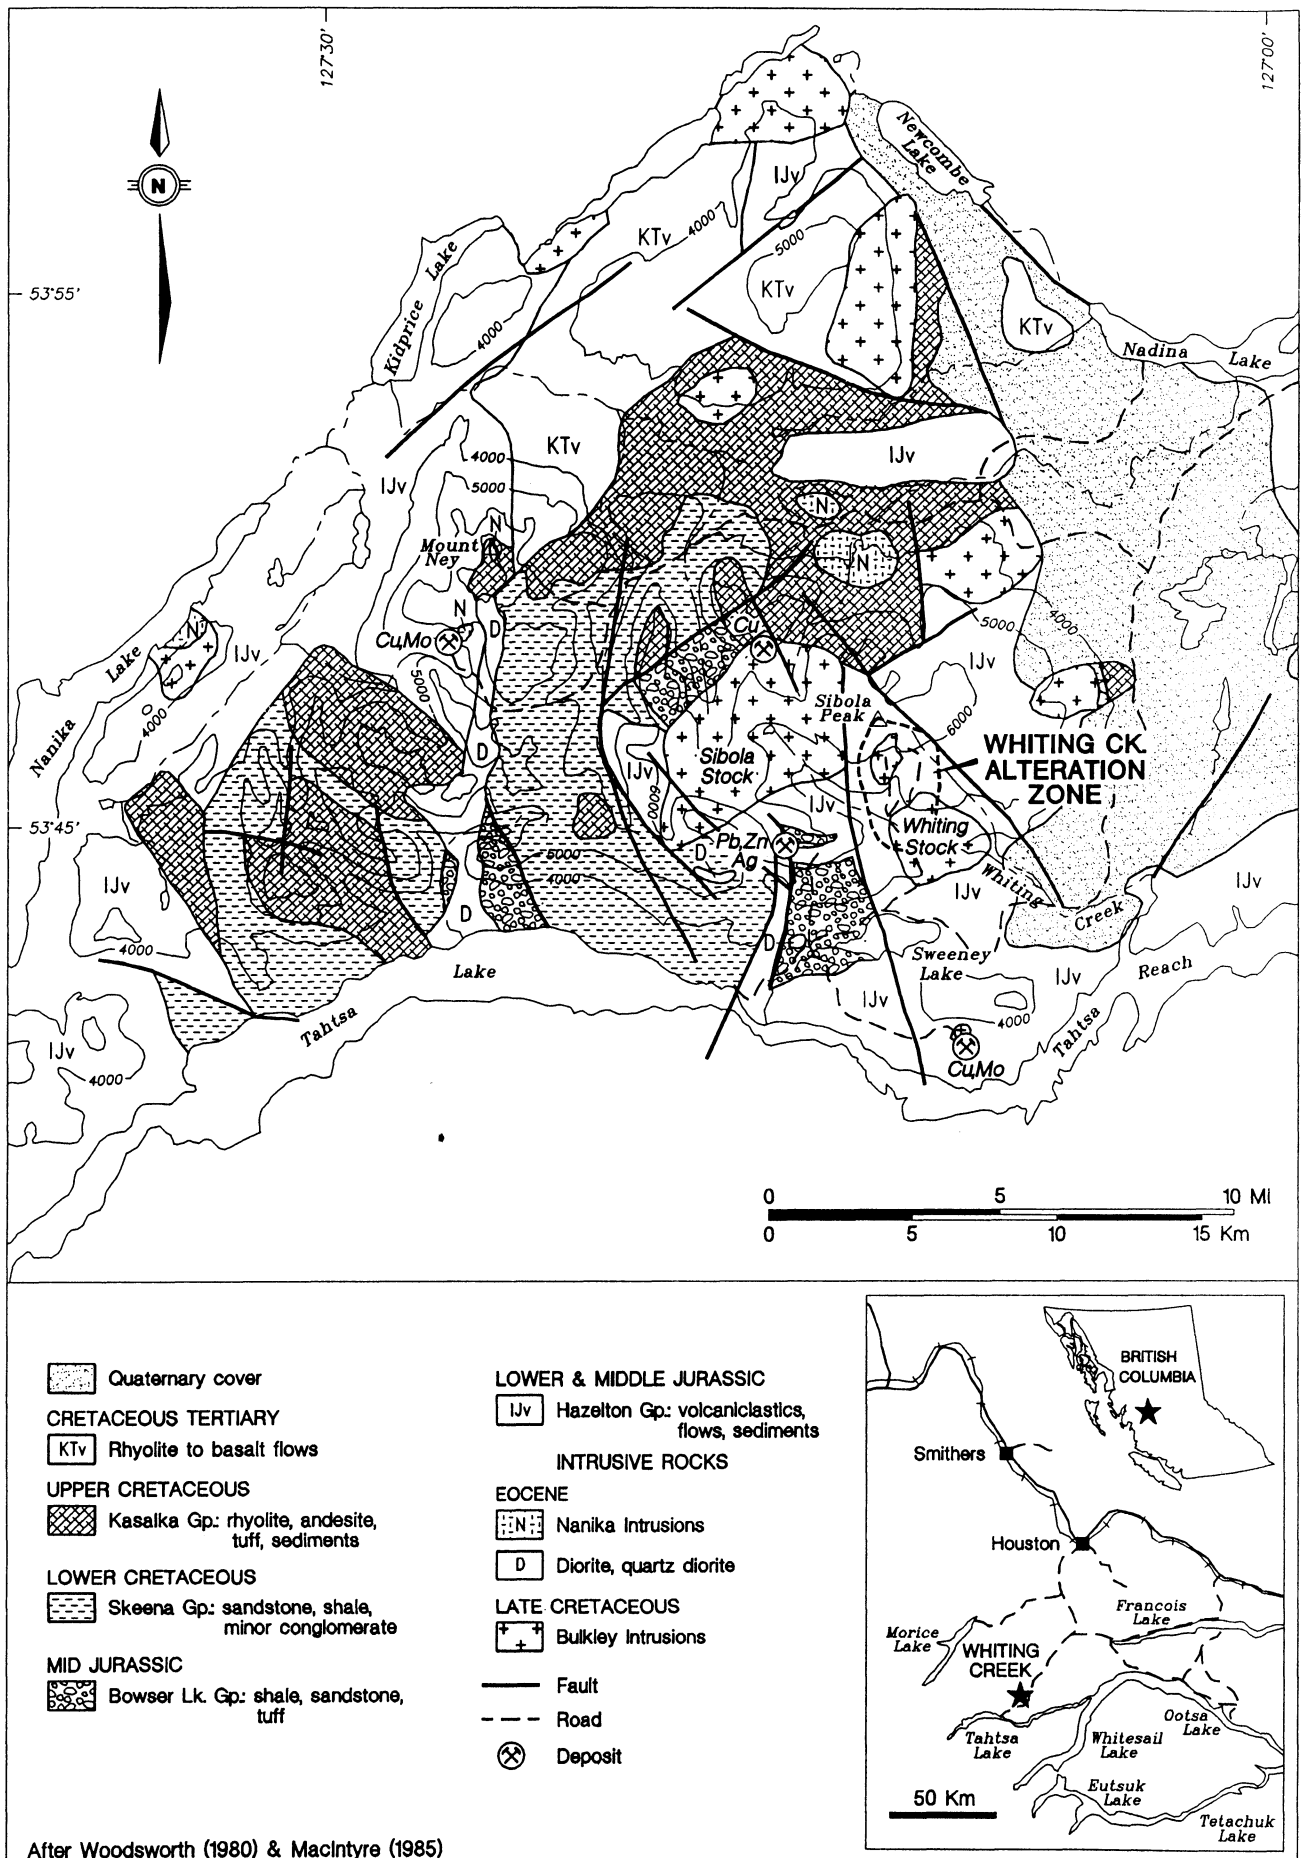 127°30'
127°00'
N
53°55'
53°45'
Newcombe
Lake
IJv
4000
KTv
5000
KTv
Kidprice Lake
4000
KTv
Nadina Lake
KTv
IJv
IJv
4000
5000
N
N
N
Mount
Ney
N
D
Cu,Mo
Cu
4000
5000
IJv
N
IJv
Lake
Nanika
4000
5000
D
Sibola
Peak
6000
WHITING CK.
ALTERATION
ZONE
Sibola
Stock
IJv
6000
IJv
Whiting
Stock
Pb,Zn
Ag
D
5000
4000
IJv
Whiting
Creek
IJv
IJv
D
D
4000
Lake
Tahtsa
Sweeney
Lake
IJv
IJv
Reach
Tahtsa
4000
Cu,Mo
IJv
4000
0 5 10 Mi
0 5 10 15 Km
Quaternary cover
CRETACEOUS TERTIARY
KTv Rhyolite to basalt flows
UPPER CRETACEOUS
Kasalka Gp.: rhyolite, andesite,
tuff, sediments
LOWER CRETACEOUS
Skeena Gp.: sandstone, shale,
minor conglomerate
MID JURASSIC
Bowser Lk. Gp.: shale, sandstone,
tuff
LOWER & MIDDLE JURASSIC
IJv Hazelton Gp.: volcaniclastics,
flows, sediments
INTRUSIVE ROCKS
EOCENE
N Nanika Intrusions
D Diorite, quartz diorite
LATE CRETACEOUS
Bulkley Intrusions
Fault
Road
Deposit
BRITISH
COLUMBIA
Smithers
Houston
Francois
Lake
Morice
Lake
WHITING
CREEK
Ootsa
Lake
Tahtsa
Lake
Whitesail
Lake
Eutsuk
Lake
Tetachuk
Lake
50 Km
After Woodsworth (1980) & MacIntyre (1985)